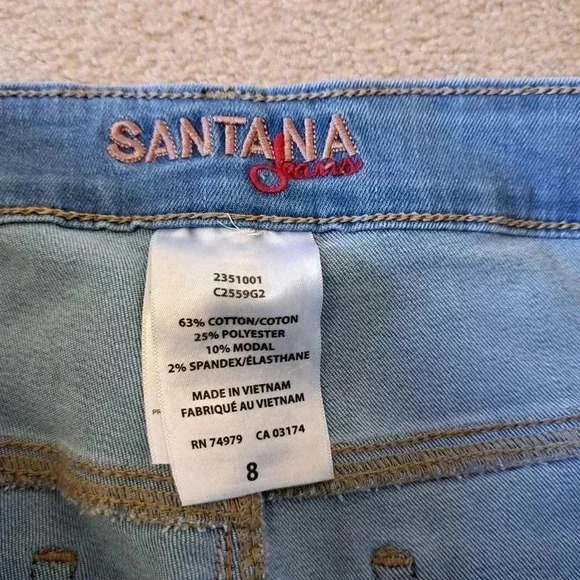 SANTANA
Jeans
2351001
C2559G2
63% COTTON/COTON
25% POLYESTER
10% MODAL
2% SPANDEX/ÉLASTHANE
MADE IN VIETNAM
FABRIQUÉ AU VIETNAM
PR
RN 74979 CA 03174
8